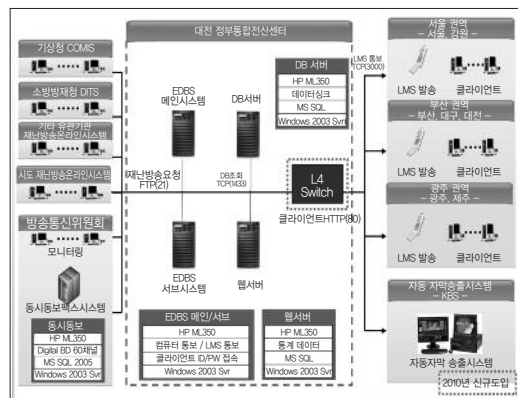 대전 정부통합전산센터
기상청 COMIS
소방방재청 DITS
기타 유관기관
재난방송온라인시스템
시도 재난방송온라인시스템
방송통신위원회
모니터링
동시동보팩스시스템
동시동보
HP ML350
Digital BD 60채널
MS SQL 2005
Windows 2003 Svr
EDBS
메인시스템
DB서버
DB 서버
HP ML350
데이터싱크
MS SQL
Windows 2003 Svr
재난방송요청
FTP(21)
DB조회
TCP(1433)
L4
Switch
클라이언트HTTP(80)
EDBS
서브시스템
웹서버
EDBS 메인/서브
HP ML350
컴퓨터 통보 / LMS 통보
클라이언트 ID/PW 접속
Windows 2003 Svr
웹서버
HP ML350
통계 데이터
MS SQL
Windows 2003 Svr
LMS 통보
TCP(3000)
서울 권역
– 서울, 강원 –
LMS 발송
클라이언트
부산 권역
– 부산, 대구, 대전 –
LMS 발송
클라이언트
광주 권역
– 광주, 제주 –
LMS 발송
클라이언트
자동 자막송출시스템
– KBS –
자동자막 송출시스템
2010년 신규도입